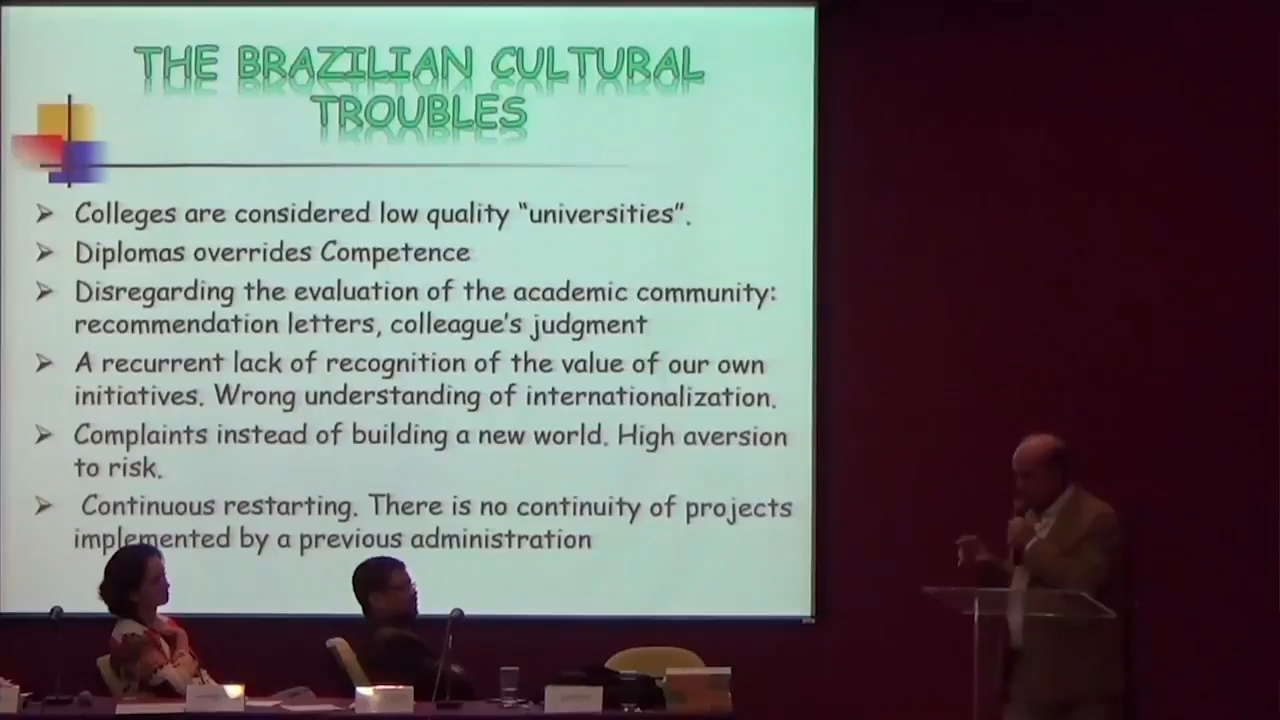 THE BRAZILIAN CULTURAL
TROUBLES
Colleges are considered low quality “universities”.
Diplomas overrides Competence
Disregarding the evaluation of the academic community:
recommendation letters, colleague’s judgment
A recurrent lack of recognition of the value of our own
initiatives. Wrong understanding of internationalization.
Complaints instead of building a new world. High aversion
to risk.
Continuous restarting. There is no continuity of projects
implemented by a previous administration